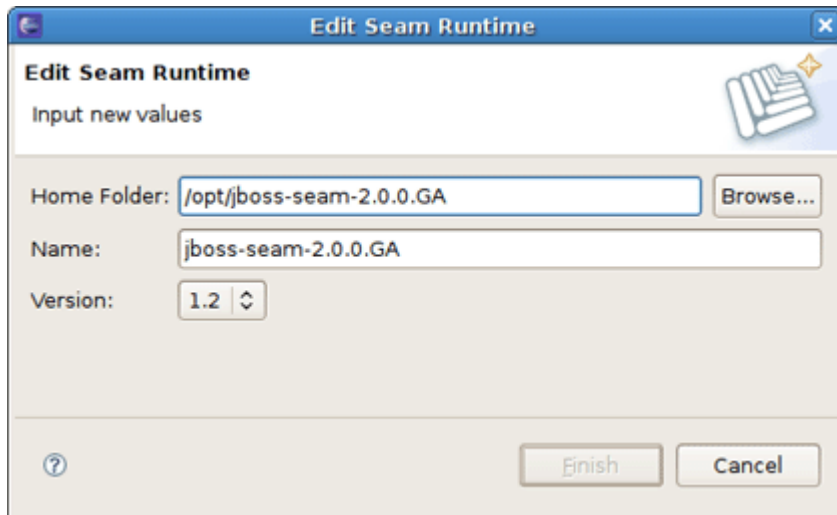 Edit Seam Runtime
Edit Seam Runtime
Input new values
Home Folder: /opt/jboss-seam-2.0.0.GA Browse...
Name: jboss-seam-2.0.0.GA
Version: 1.2
Finish Cancel